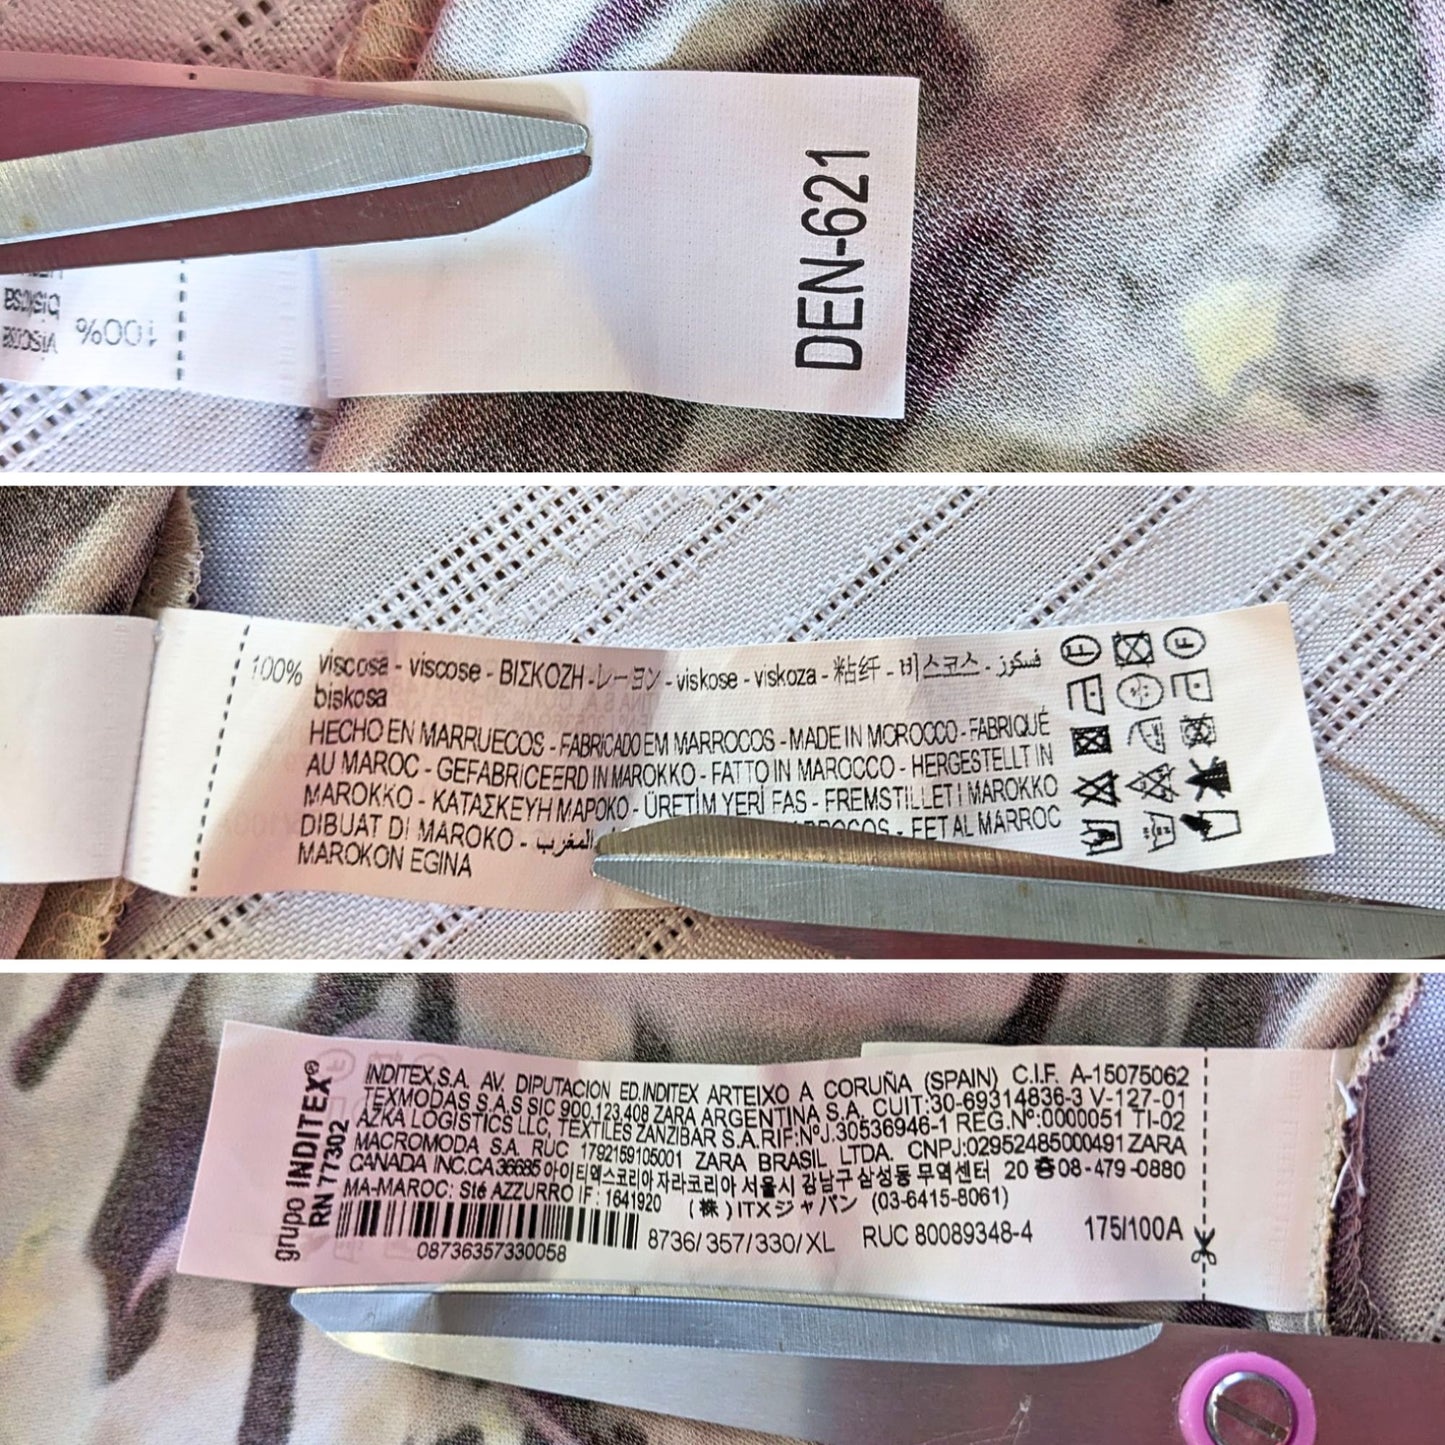 DEN-621
100%
viscosa
biskosa
100% viscosa - viscose - ΒΙΣΚΟΖΗ - レーヨン - viskose - viskoza - 粘纤 - 비스코스 - فسكوز
biskosa
HECHO EN MARRUECOS - FABRICADO EM MARROCOS - MADE IN MOROCCO - FABRIQUÉ
AU MAROC - GEFABRICEERD IN MAROKKO - FATTO IN MAROCCO - HERGESTELLT IN
MAROKKO - ΚΑΤΑΣΚΕΥΗ ΜΑΡΟΚΟ - ÜRETİM YERİ FAS - FREMSTILLET I MAROKKO
DIBUAT DI MAROKO - المغرب - FET AL MARROC
MAROKON EGINA
F F
grupo INDITEX®
RN 77302
INDITEX,S.A. AV. DIPUTACION ED.INDITEX ARTEIXO A CORUÑA (SPAIN) C.I.F. A-15075062
TEXMODAS S.A.S SIC 900.123.408 ZARA ARGENTINA S.A. CUIT:30-69314836-3 V-127-01
AZKA LOGISTICS LLC, TEXTILES ZANZIBAR S.A.RIF:NºJ.30536946-1 REG.Nº:0000051 TI-02
MACROMODA S.A. RUC 1792159105001 ZARA BRASIL LTDA. CNPJ:02952485000491 ZARA
CANADA INC.CA 36685 아이티엑스코리아 자라코리아 서울시 강남구 삼성동 무역센터 20 층 08-479-0880
MA-MAROC: Sté AZZURRO IF : 1641920 (株)ITXジャパン (03-6415-8061)
08736357330058
8736/357/330/XL RUC 80089348-4 175/100A